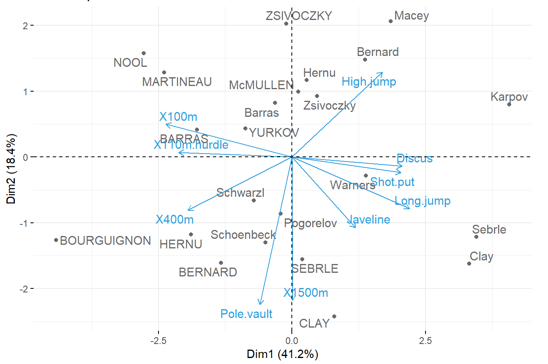 ZSIVOCZKY
Macey
2
NOOL
Bernard
MARTINEAU
McMULLEN
Hernu
High.jump
Karpov
1
Zsivoczky
X100m
Barras
BARRAS
YURKOV
X110m.hurdle
Discus
0
Warners
Shot.put
Schwarzl
Long.jump
X400m
Javeline
Pogorelov
Sebrle
-1
BOURGUIGNON
HERNU
Schoenbeck
Clay
BERNARD
SEBRLE
-2
X1500m
Pole.vault
CLAY
Dim2 (18.4%)
-2.5
0.0
2.5
Dim1 (41.2%)